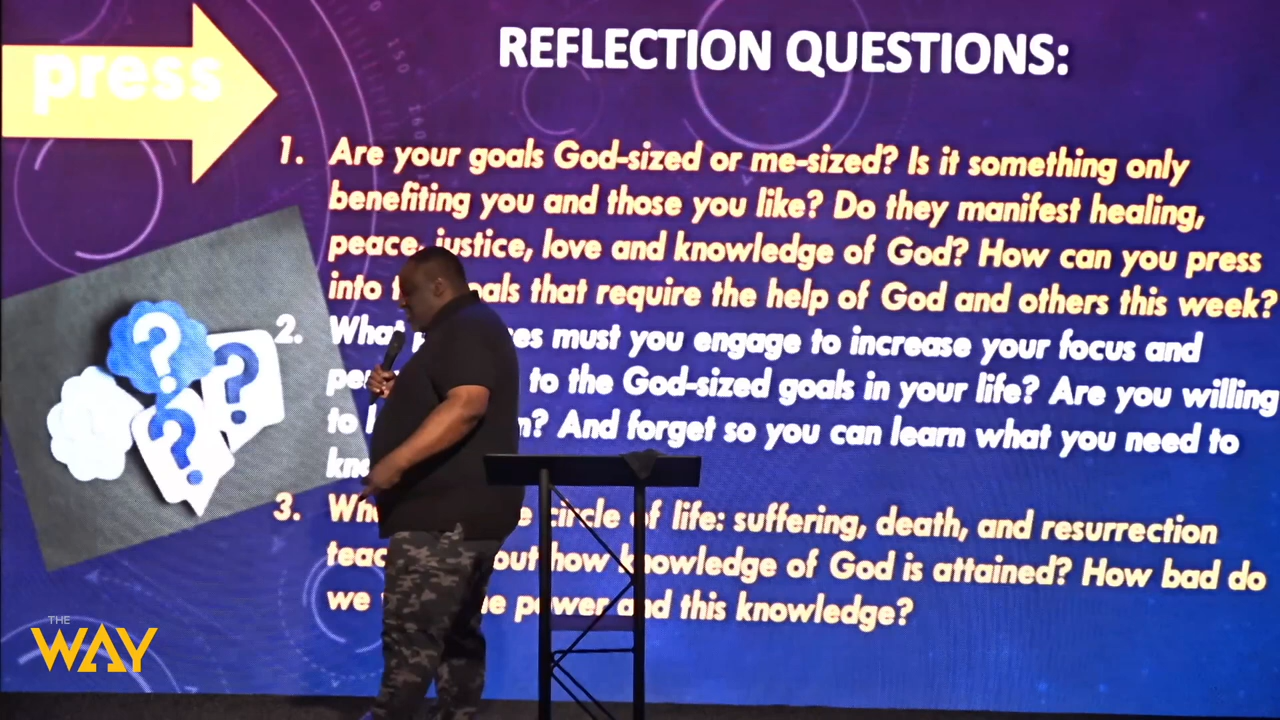 press
REFLECTION QUESTIONS:
1. Are your goals God-sized or me-sized? Is it something only
benefiting you and those you like? Do they manifest healing,
peace, justice, love and knowledge of God? How can you press
into goals that require the help of God and others this week?
2. What must you engage to increase your focus and
to the God-sized goals in your life? Are you willing
to And forget so you can learn what you need to
3. circle of life: suffering, death, and resurrection
how knowledge of God is attained? How bad do
we power and this knowledge?
THE
WAY